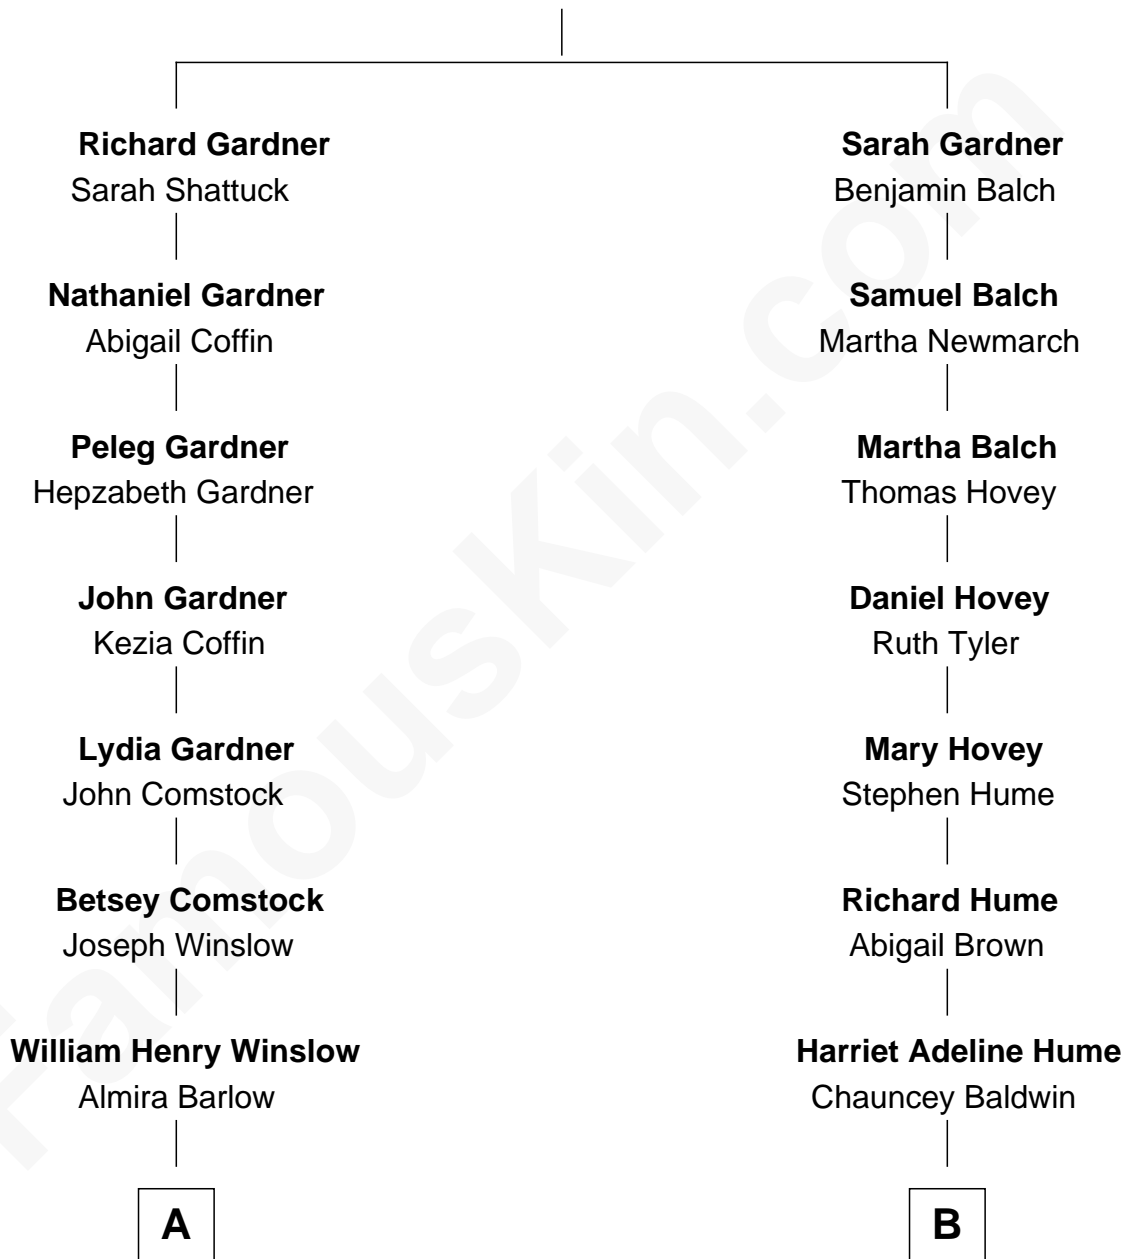 Richard Gardner
Sarah Shattuck
Nathaniel Gardner
Abigail Coffin
Peleg Gardner
Hepzabeth Gardner
John Gardner
Kezia Coffin
Lydia Gardner
John Comstock
Betsey Comstock
Joseph Winslow
William Henry Winslow
Almira Barlow
A
Sarah Gardner
Benjamin Balch
Samuel Balch
Martha Newmarch
Martha Balch
Thomas Hovey
Daniel Hovey
Ruth Tyler
Mary Hovey
Stephen Hume
Richard Hume
Abigail Brown
Harriet Adeline Hume
Chauncey Baldwin
B
FamousKin.com